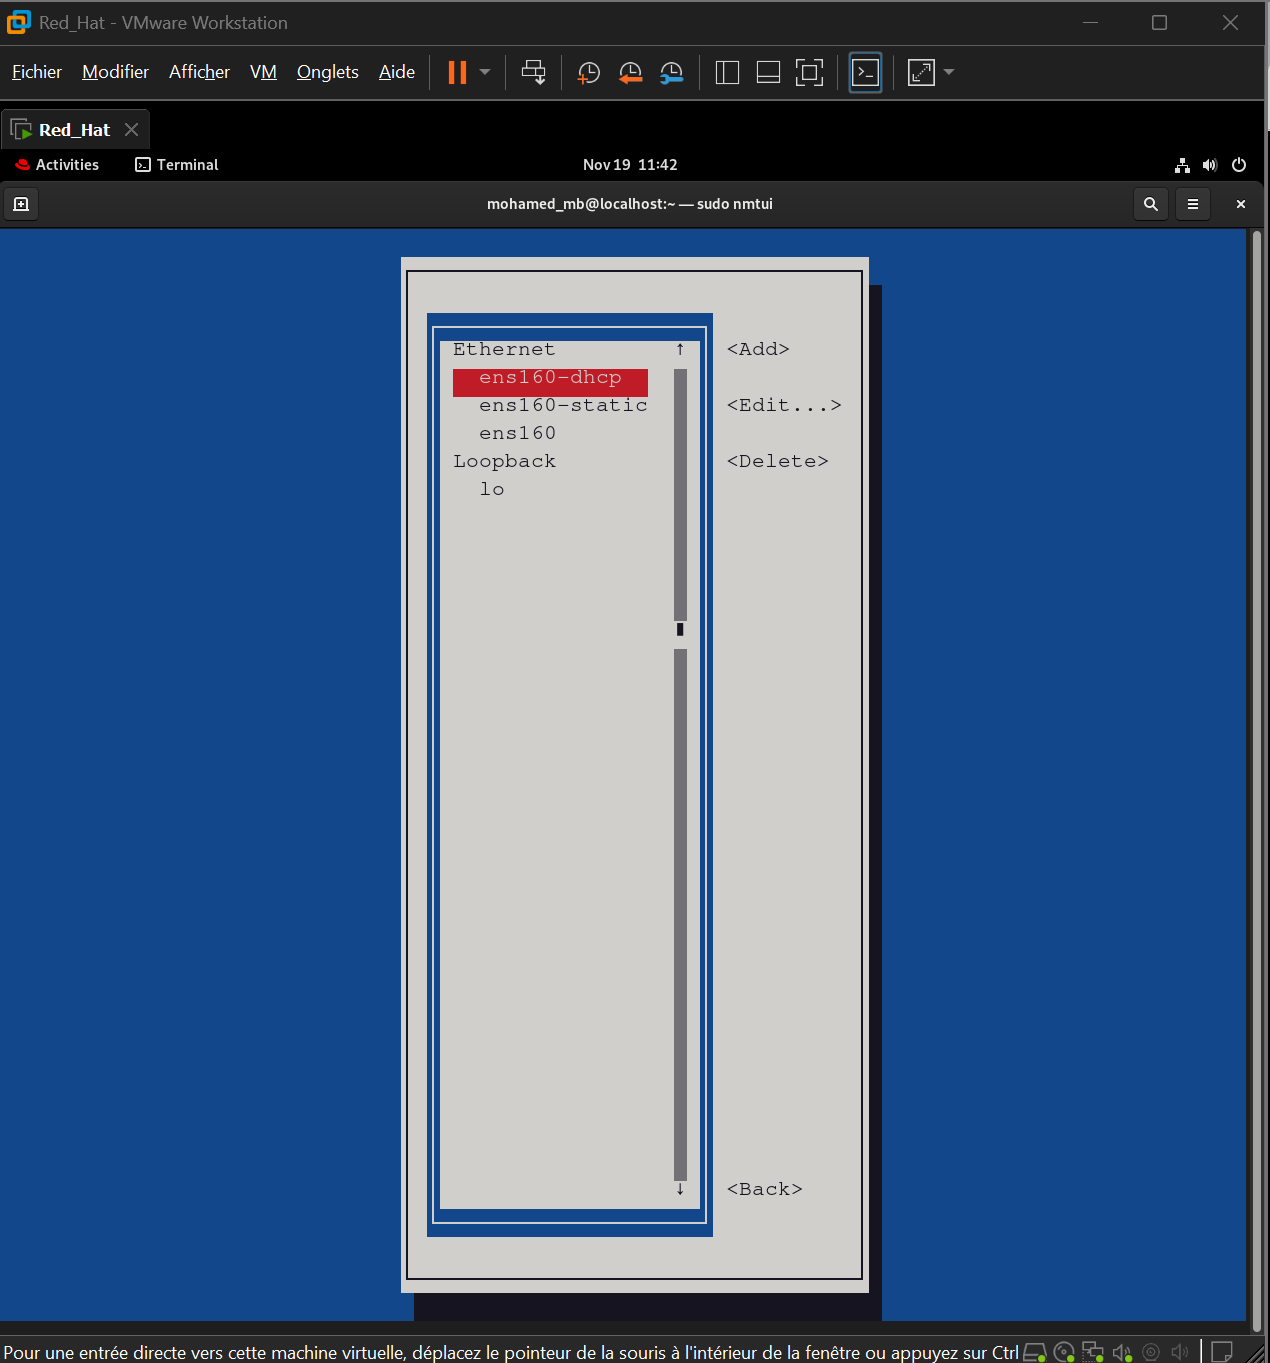 Red_Hat - VMware Workstation
Fichier Modifier Afficher VM Onglets Aide
Red_Hat
Activities Terminal Nov 19 11:42
mohamed_mb@localhost:~ — sudo nmtui
Ethernet ↑ <Add>
ens160-dhcp
ens160-static <Edit...>
ens160
Loopback <Delete>
lo
↓ <Back>
Pour une entrée directe vers cette machine virtuelle, déplacez le pointeur de la souris à l'intérieur de la fenêtre ou appuyez sur Ctrl